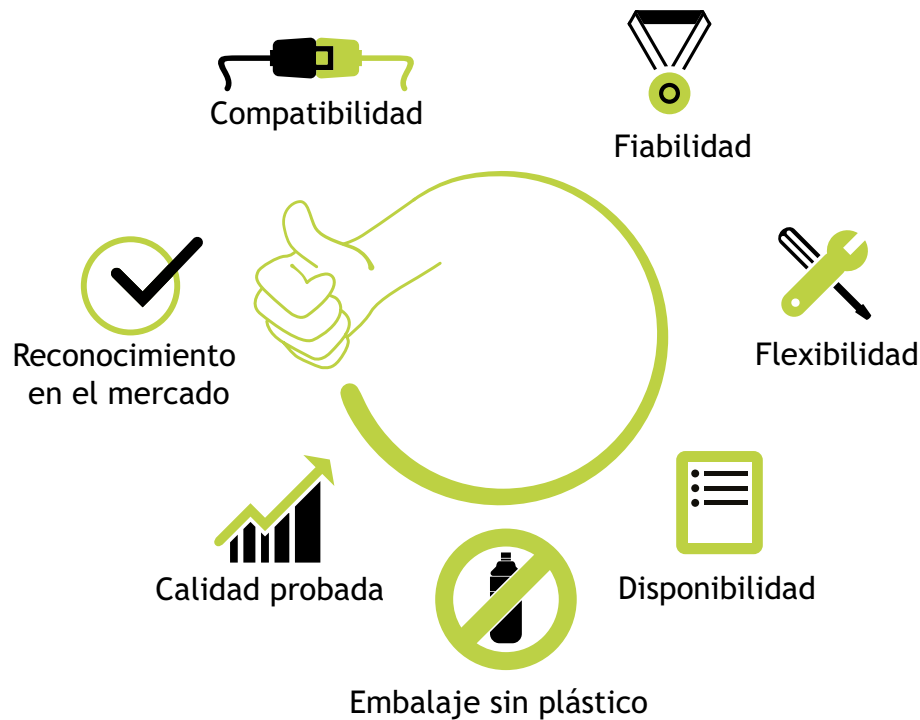 Compatibilidad
Fiabilidad
Reconocimiento
en el mercado
Flexibilidad
Calidad probada
Disponibilidad
Embalaje sin plástico